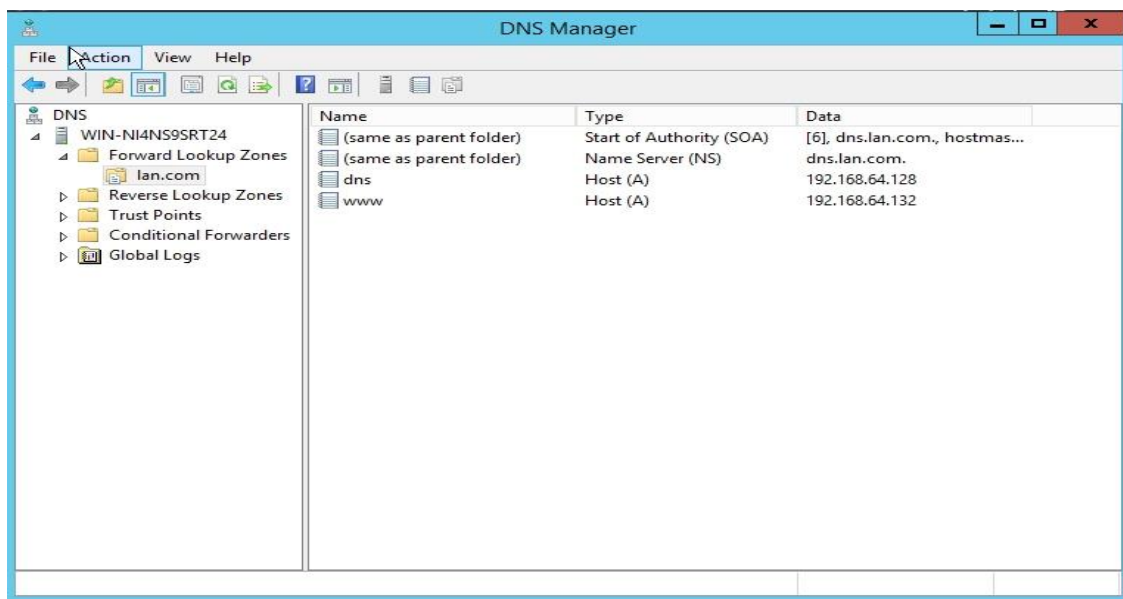 DNS Manager
File Action View Help
DNS
WIN-NI4NS9SRT24
Forward Lookup Zones
lan.com
Reverse Lookup Zones
Trust Points
Conditional Forwarders
Global Logs
Name Type Data
(same as parent folder) Start of Authority (SOA) [6], dns.lan.com., hostmas...
(same as parent folder) Name Server (NS) dns.lan.com.
dns Host (A) 192.168.64.128
www Host (A) 192.168.64.132